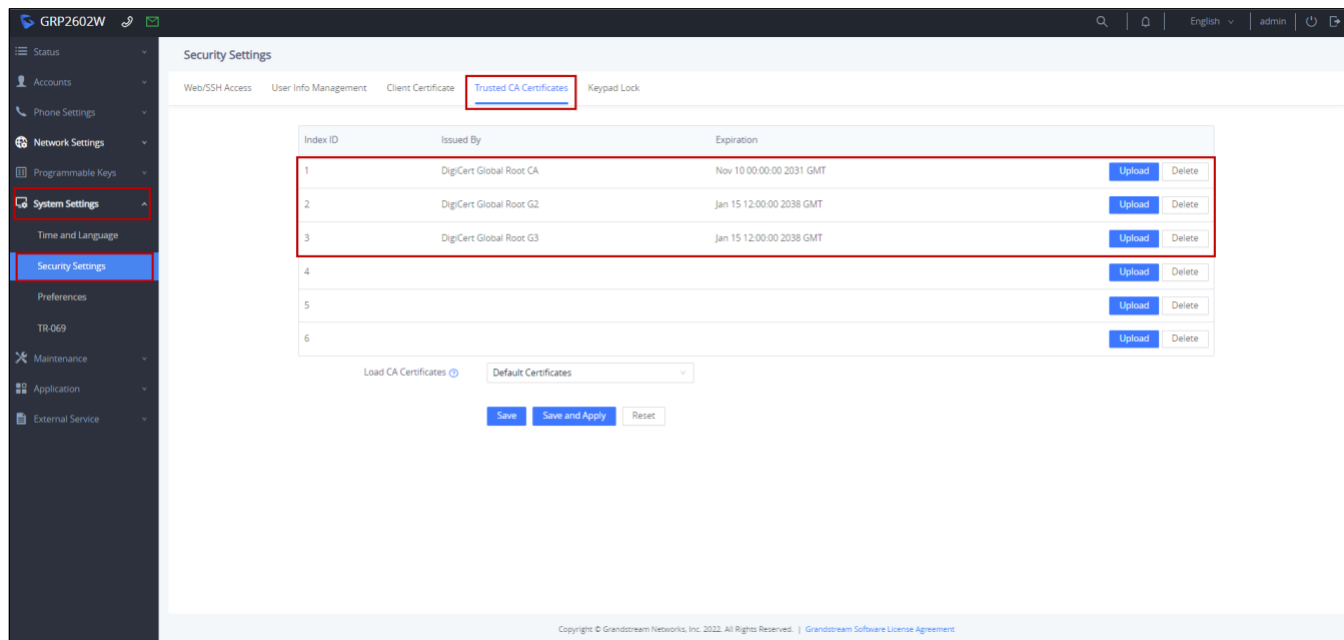 GRP2602W
English
admin
Status
Accounts
Phone Settings
Network Settings
Programmable Keys
System Settings
Time and Language
Security Settings
Preferences
TR-069
Maintenance
Application
External Service
Security Settings
Web/SSH Access User Info Management Client Certificate Trusted CA Certificates Keypad Lock
Index ID Issued By Expiration
1 DigiCert Global Root CA Nov 10 00:00:00 2031 GMT Upload Delete
2 DigiCert Global Root G2 Jan 15 12:00:00 2038 GMT Upload Delete
3 DigiCert Global Root G3 Jan 15 12:00:00 2038 GMT Upload Delete
4 Upload Delete
5 Upload Delete
6 Upload Delete
Load CA Certificates Default Certificates
Save Save and Apply Reset
Copyright © Grandstream Networks, Inc. 2022. All Rights Reserved. | Grandstream Software License Agreement